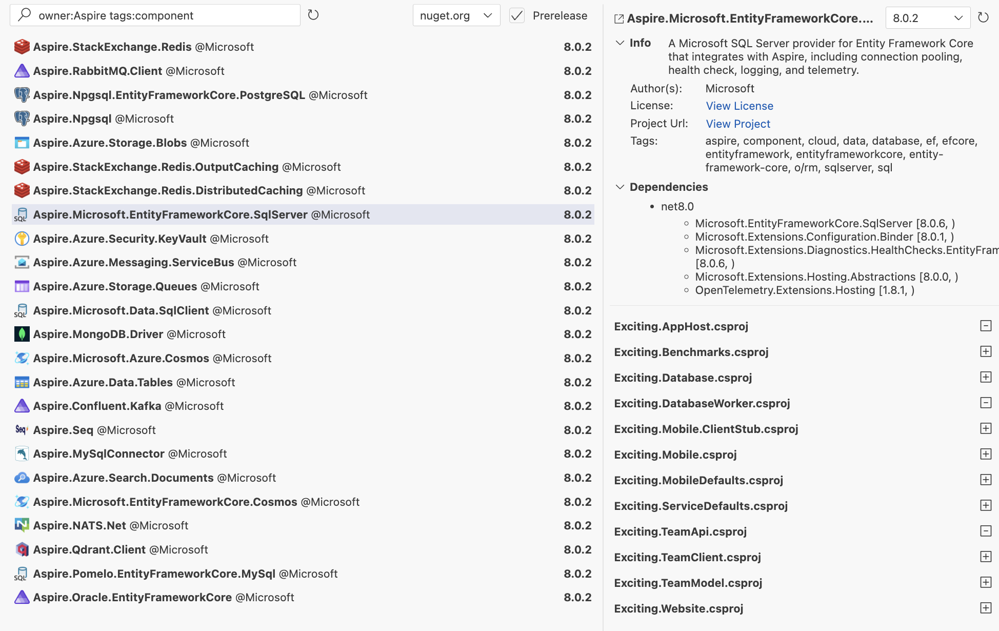 owner:Aspire tags:component
nuget.org
Prerelease
Aspire.StackExchange.Redis @Microsoft 8.0.2
Aspire.RabbitMQ.Client @Microsoft 8.0.2
Aspire.Npgsql.EntityFrameworkCore.PostgreSQL @Microsoft 8.0.2
Aspire.Npgsql @Microsoft 8.0.2
Aspire.Azure.Storage.Blobs @Microsoft 8.0.2
Aspire.StackExchange.Redis.OutputCaching @Microsoft 8.0.2
Aspire.StackExchange.Redis.DistributedCaching @Microsoft 8.0.2
SQL Aspire.Microsoft.EntityFrameworkCore.SqlServer @Microsoft 8.0.2
Aspire.Azure.Security.KeyVault @Microsoft 8.0.2
Aspire.Azure.Messaging.ServiceBus @Microsoft 8.0.2
Aspire.Azure.Storage.Queues @Microsoft 8.0.2
SQL Aspire.Microsoft.Data.SqlClient @Microsoft 8.0.2
Aspire.MongoDB.Driver @Microsoft 8.0.2
Aspire.Microsoft.Azure.Cosmos @Microsoft 8.0.2
Aspire.Azure.Data.Tables @Microsoft 8.0.2
Aspire.Confluent.Kafka @Microsoft 8.0.2
Seq Aspire.Seq @Microsoft 8.0.2
Aspire.MySqlConnector @Microsoft 8.0.2
Aspire.Azure.Search.Documents @Microsoft 8.0.2
Aspire.Microsoft.EntityFrameworkCore.Cosmos @Microsoft 8.0.2
N Aspire.NATS.Net @Microsoft 8.0.2
Aspire.Qdrant.Client @Microsoft 8.0.2
SQL Aspire.Pomelo.EntityFrameworkCore.MySql @Microsoft 8.0.2
Aspire.Oracle.EntityFrameworkCore @Microsoft 8.0.2
Aspire.Microsoft.EntityFrameworkCore.... 8.0.2
Info A Microsoft SQL Server provider for Entity Framework Core
that integrates with Aspire, including connection pooling,
health check, logging, and telemetry.
Author(s): Microsoft
License: View License
Project Url: View Project
Tags: aspire, component, cloud, data, database, ef, efcore,
entityframework, entityframeworkcore, entity-
framework-core, o/rm, sqlserver, sql
Dependencies
• net8.0
Microsoft.EntityFrameworkCore.SqlServer [8.0.6, )
Microsoft.Extensions.Configuration.Binder [8.0.1, )
Microsoft.Extensions.Diagnostics.HealthChecks.EntityFram
[8.0.6, )
Microsoft.Extensions.Hosting.Abstractions [8.0.0, )
OpenTelemetry.Extensions.Hosting [1.8.1, )
Exciting.AppHost.csproj
Exciting.Benchmarks.csproj
Exciting.Database.csproj
Exciting.DatabaseWorker.csproj
Exciting.Mobile.ClientStub.csproj
Exciting.Mobile.csproj
Exciting.MobileDefaults.csproj
Exciting.ServiceDefaults.csproj
Exciting.TeamApi.csproj
Exciting.TeamClient.csproj
Exciting.TeamModel.csproj
Exciting.Website.csproj